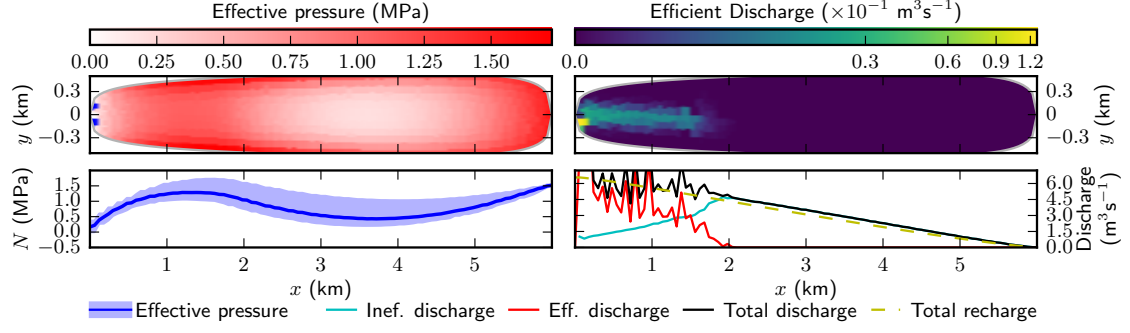 Effective pressure (MPa)
Efficient Discharge (×10⁻¹ m³s⁻¹)
0.00 0.25 0.50 0.75 1.00 1.25 1.50
0.0 0.3 0.6 0.9 1.2
y (km)
0.3
0
−0.3
0.3
0
−0.3
y (km)
N (MPa)
1.5
1.0
0.5
0.0
−0.5
6.0
4.5
3.0
1.5
0.0
Discharge
(m³s⁻¹)
1 2 3 4 5
1 2 3 4 5
x (km)
x (km)
Effective pressure Inef. discharge Eff. discharge Total discharge Total recharge